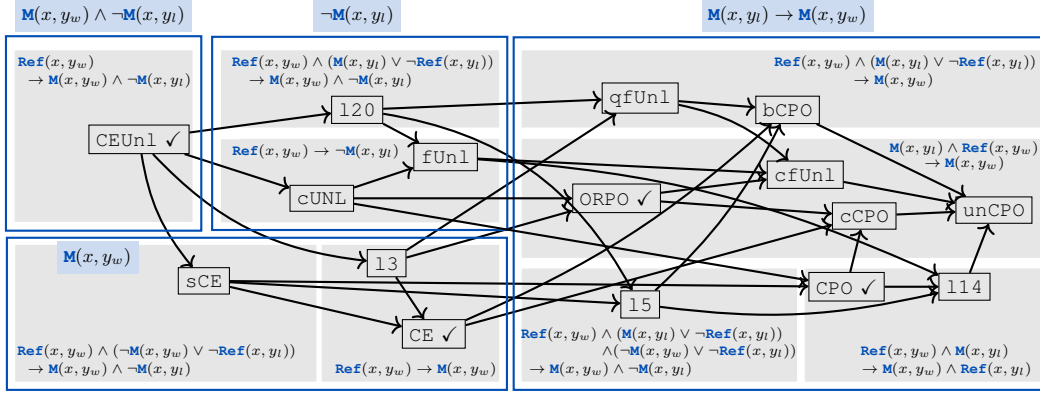 M(x, y_w) ∧ ¬M(x, y_l)
¬M(x, y_l)
M(x, y_l) → M(x, y_w)
Ref(x, y_w)
→ M(x, y_w) ∧ ¬M(x, y_l)
Ref(x, y_w) ∧ (M(x, y_l) ∨ ¬Ref(x, y_l))
→ M(x, y_w) ∧ ¬M(x, y_l)
Ref(x, y_w) ∧ (M(x, y_l) ∨ ¬Ref(x, y_l))
→ M(x, y_w)
CEUnl ✓
l20
qfUnl
bCPO
Ref(x, y_w) → ¬M(x, y_l)
fUnl
cUNL
M(x, y_l) ∧ Ref(x, y_w)
→ M(x, y_w)
cfUnl
ORPO ✓
cCPO
unCPO
M(x, y_w)
sCE
l3
CE ✓
l5
CPO ✓
l14
Ref(x, y_w) ∧ (¬M(x, y_w) ∨ ¬Ref(x, y_l))
→ M(x, y_w) ∧ ¬M(x, y_l)
Ref(x, y_w) → M(x, y_w)
Ref(x, y_w) ∧ (M(x, y_l) ∨ ¬Ref(x, y_l))
∧(¬M(x, y_w) ∨ ¬Ref(x, y_l))
→ M(x, y_w) ∧ ¬M(x, y_l)
Ref(x, y_w) ∧ M(x, y_l)
→ M(x, y_w) ∧ Ref(x, y_l)